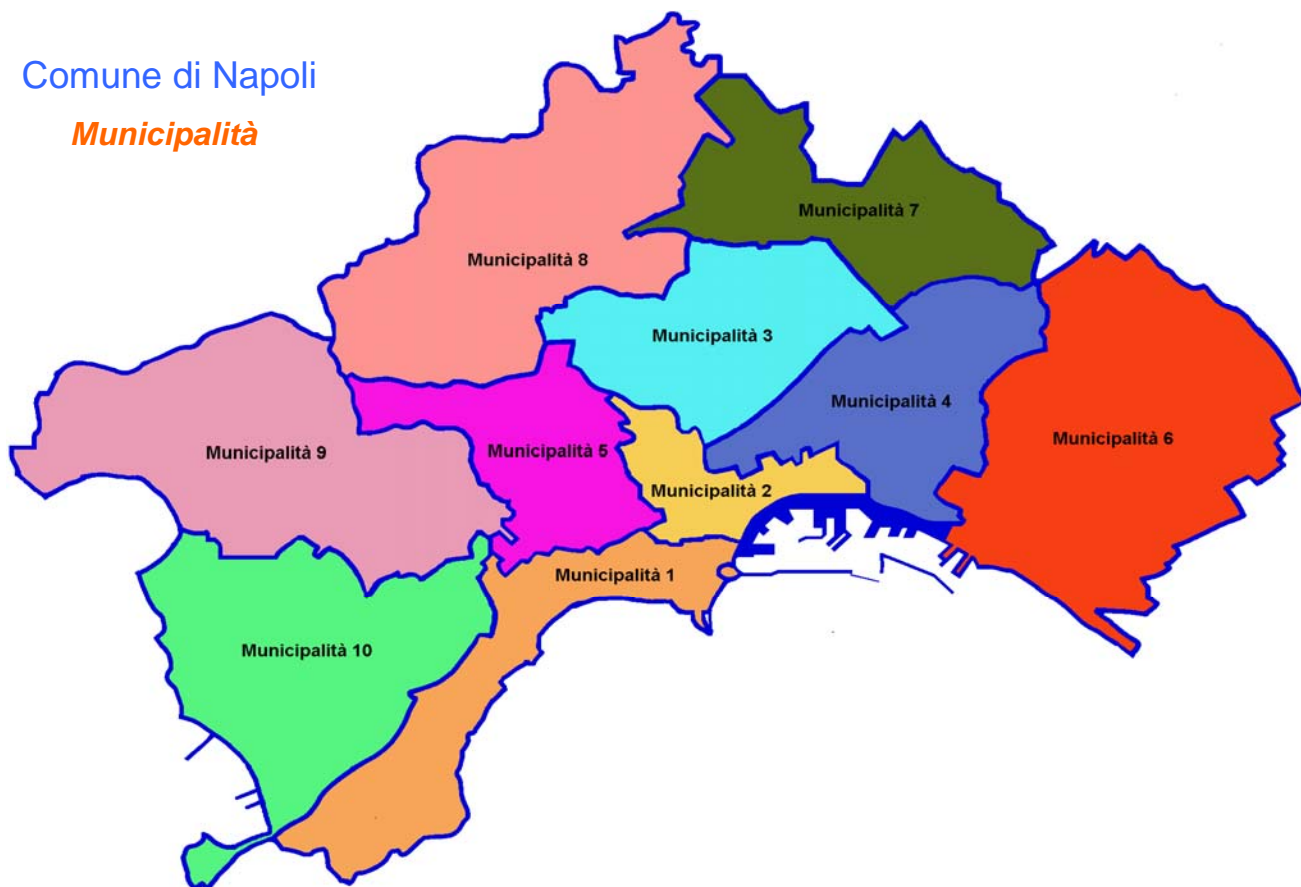 Comune di Napoli
Municipalità
Municipalità 7
Municipalità 8
Municipalità 3
Municipalità 4
Municipalità 6
Municipalità 9
Municipalità 5
Municipalità 2
Municipalità 1
Municipalità 10